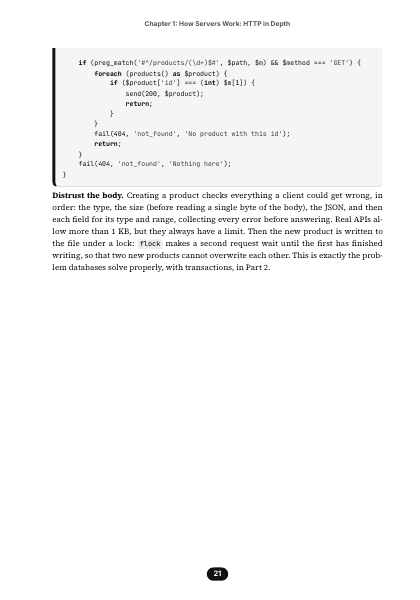 Chapter 1: How Servers Work: HTTP in Depth
if (preg_match('#^/products/(\d+)$#', $path, $m) && $method === 'GET') {
foreach (products() as $product) {
if ($product['id'] === (int) $m[1]) {
send(200, $product);
return;
}
}
fail(404, 'not_found', 'No product with this id');
return;
}
fail(404, 'not_found', 'Nothing here');
}
Distrust the body. Creating a product checks everything a client could get wrong, in
order: the type, the size (before reading a single byte of the body), the JSON, and then
each field for its type and range, collecting every error before answering. Real APIs al-
low more than 1 KB, but they always have a limit. Then the new product is written to
the file under a lock: flock makes a second request wait until the first has finished
writing, so that two new products cannot overwrite each other. This is exactly the prob-
lem databases solve properly, with transactions, in Part 2.
21